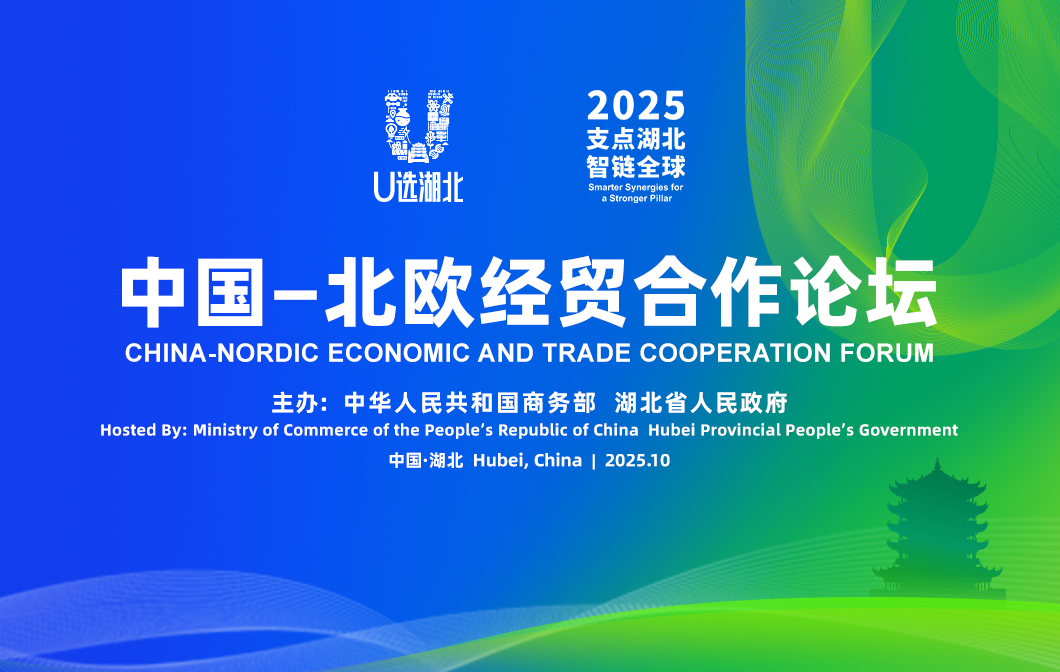 U选湖北
2025
支点湖北
智链全球
Smarter Synergies for
a Stronger Pillar
中国-北欧经贸合作论坛
CHINA-NORDIC ECONOMIC AND TRADE COOPERATION FORUM
主办: 中华人民共和国商务部 湖北省人民政府
Hosted By: Ministry of Commerce of the People’s Republic of China Hubei Provincial People’s Government
中国·湖北 Hubei, China | 2025.10